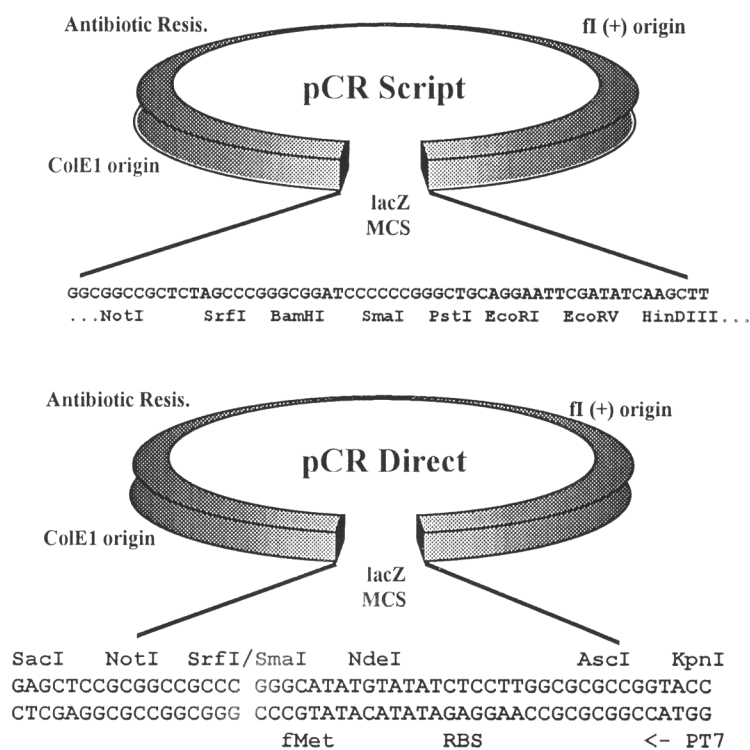 Antibiotic Resis. fI (+) origin
pCR Script
ColE1 origin
lacZ
MCS
GGCGGCCGCTCTAGCCCGGGCGGATCCCCCCGGGCTGCAGGAATTCGATATCAAGCTT
...NotI SrfI BamHI SmaI PstI EcoRI EcoRV HinDIII...
Antibiotic Resis. fI (+) origin
pCR Direct
ColE1 origin
lacZ
MCS
SacI NotI SrfI/SmaI NdeI AscI KpnI
GAGCTCCGCGGCCGCCC GGGCATATGTATATCTCCTTGGCGCGCCGGTACC
CTCGAGGCGCCGGCGGG CCCGTATACATATAGAGGAACCGCGCGGCCATGG
fMet RBS <- PT7